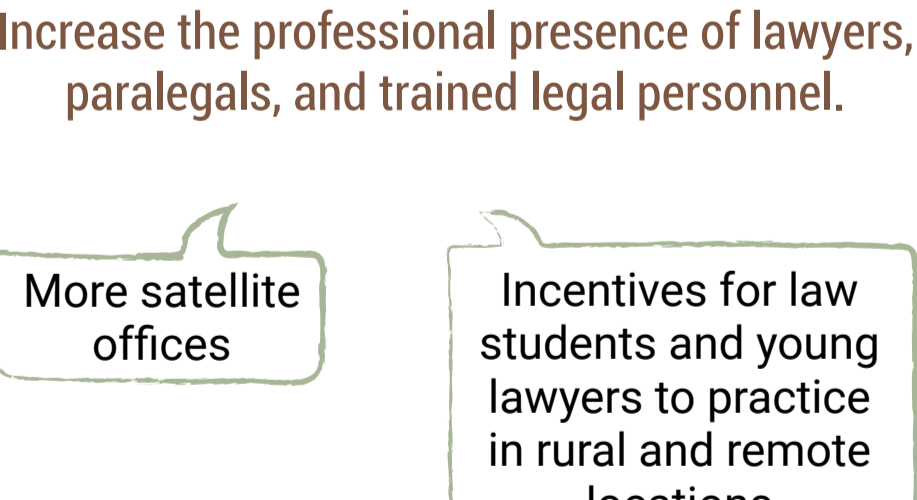 Increase the professional presence of lawyers,
paralegals, and trained legal personnel.
More satellite
offices
Incentives for law
students and young
lawyers to practice
in rural and remote
locations